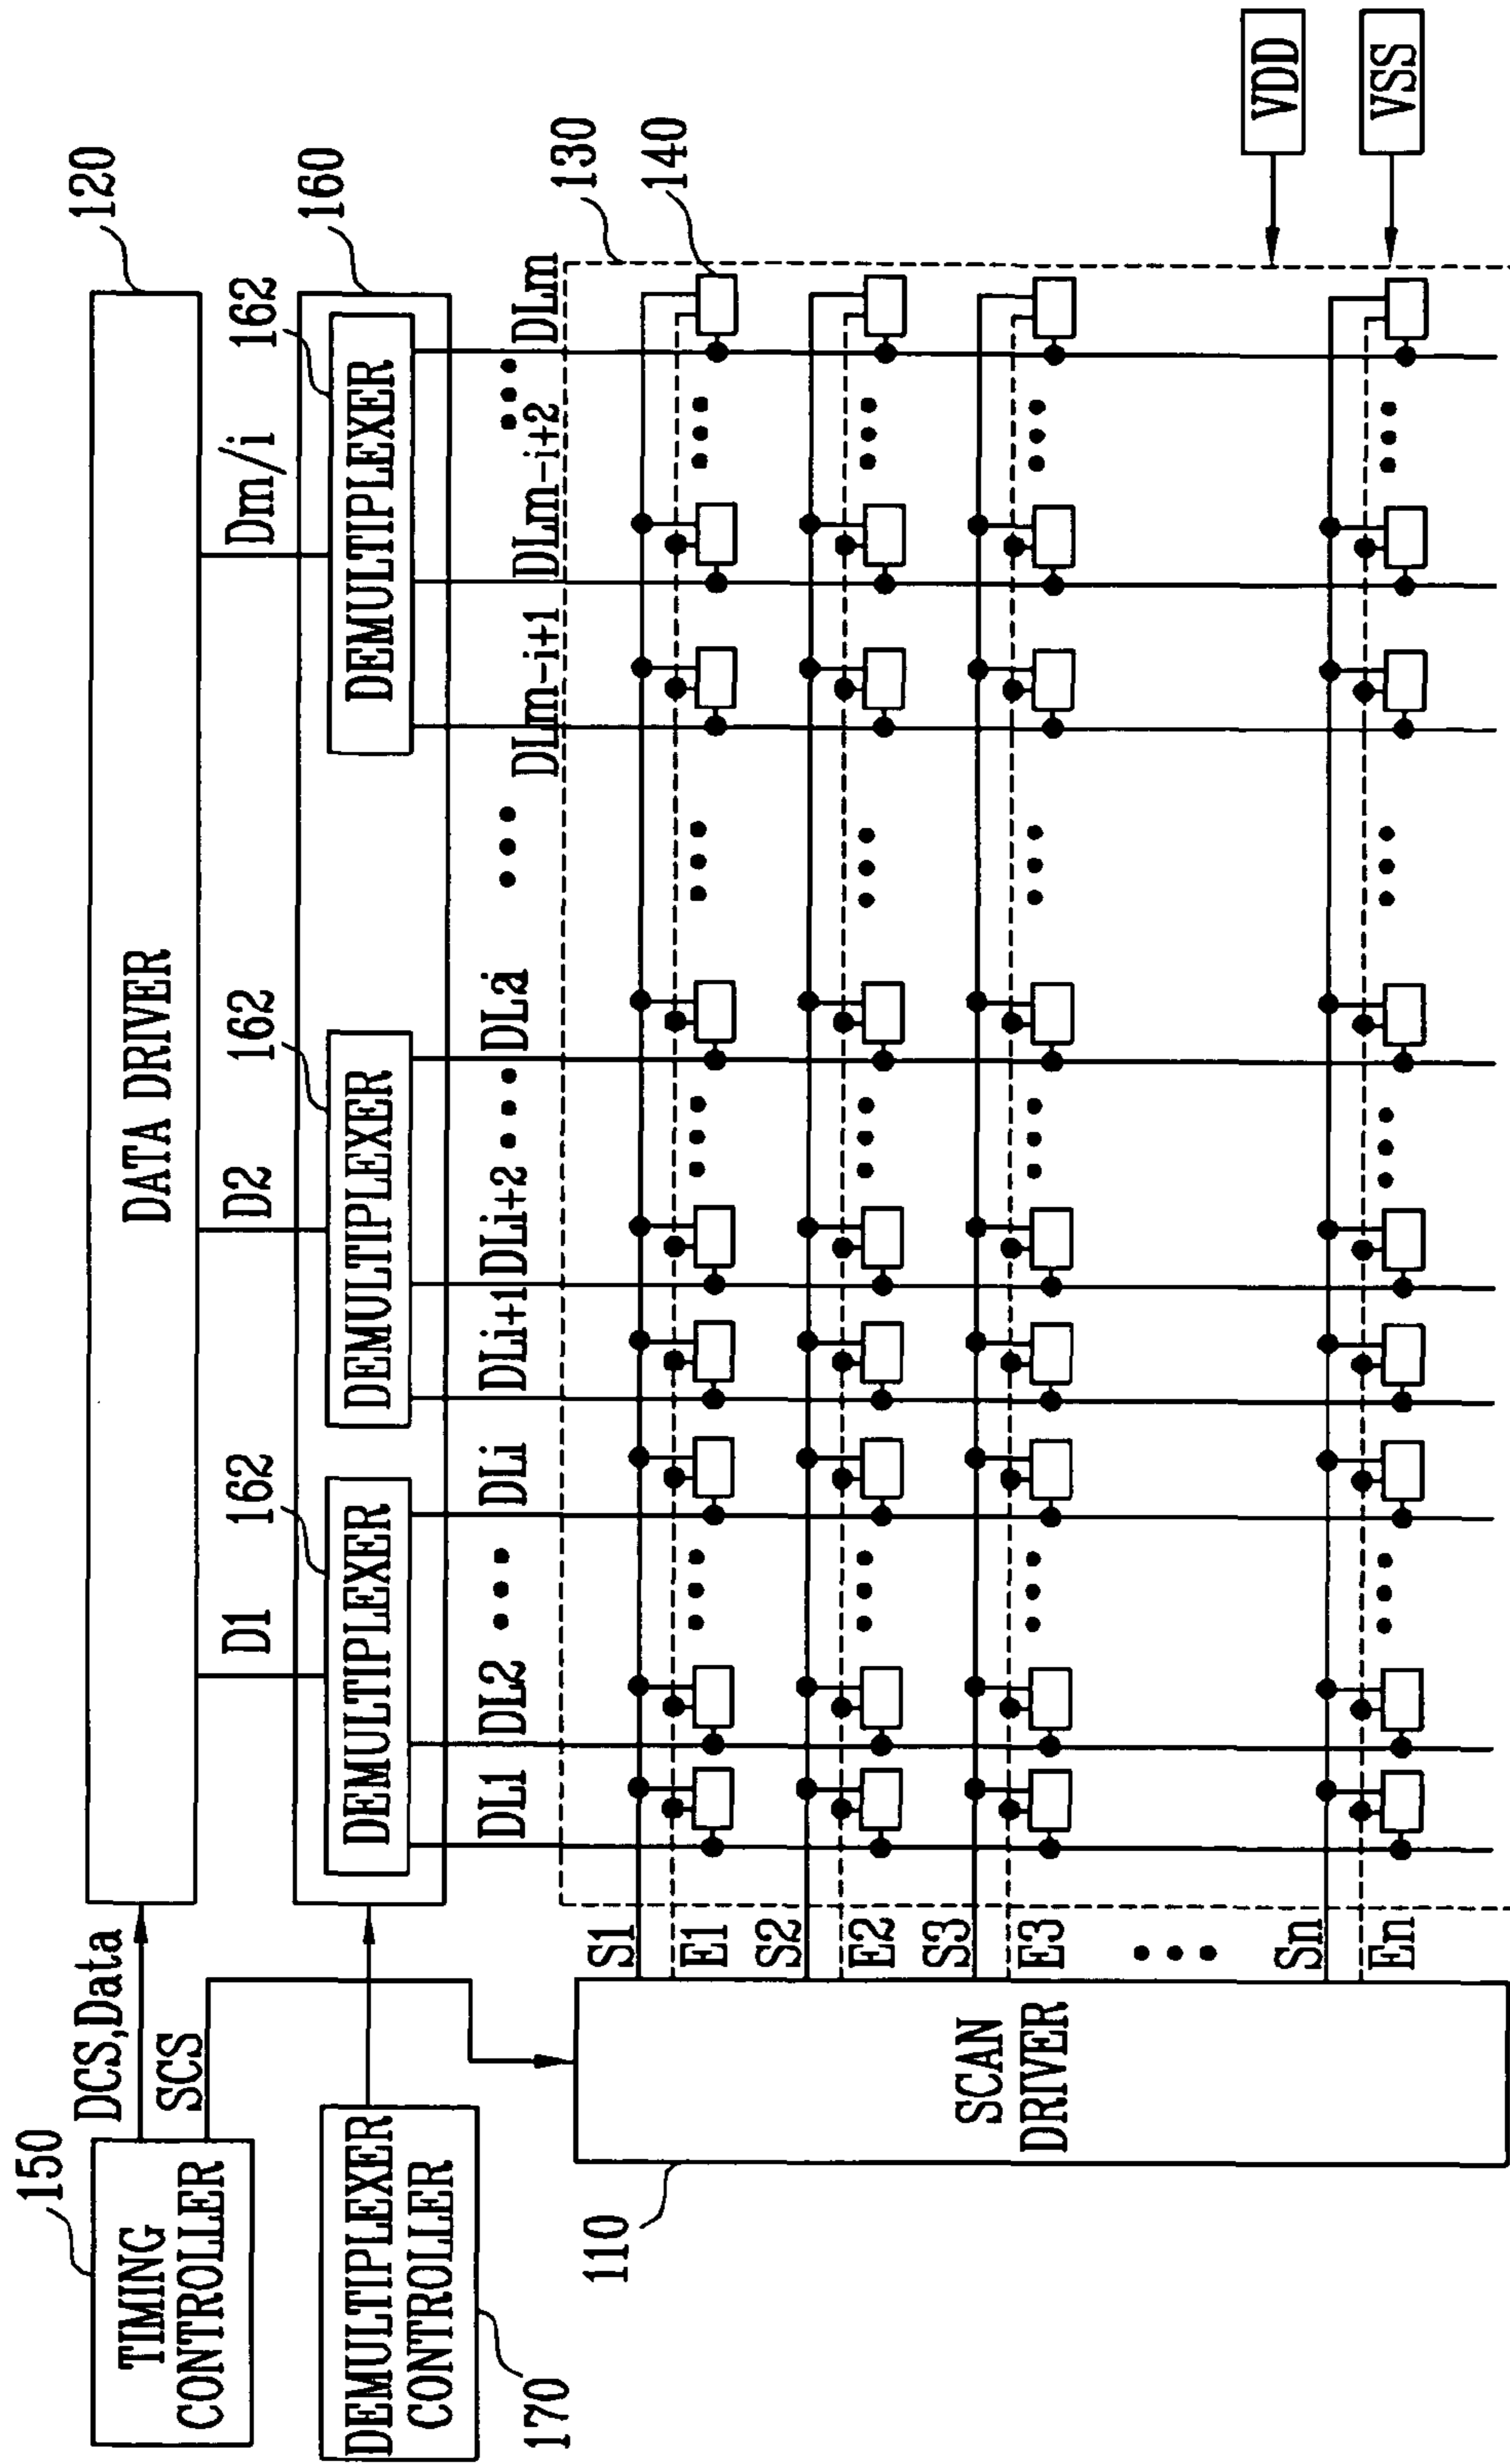 120
DATA DRIVER
150
TIMING
CONTROLLER
DCS,Data
SCS
D1
D2
Dm/i
160
162
162
162
DEMULTIPLEXER
DEMULTIPLEXER
DEMULTIPLEXER
DEMULTIPLEXER
CONTROLLER
170
DL1
DL2
DLi
DLi+1
DLi+2
DLm-i+1
DLm-i+2
DLm
130
140
S1
E1
S2
E2
S3
E3
Sn
En
SCAN
DRIVER
110
VDD
VSS